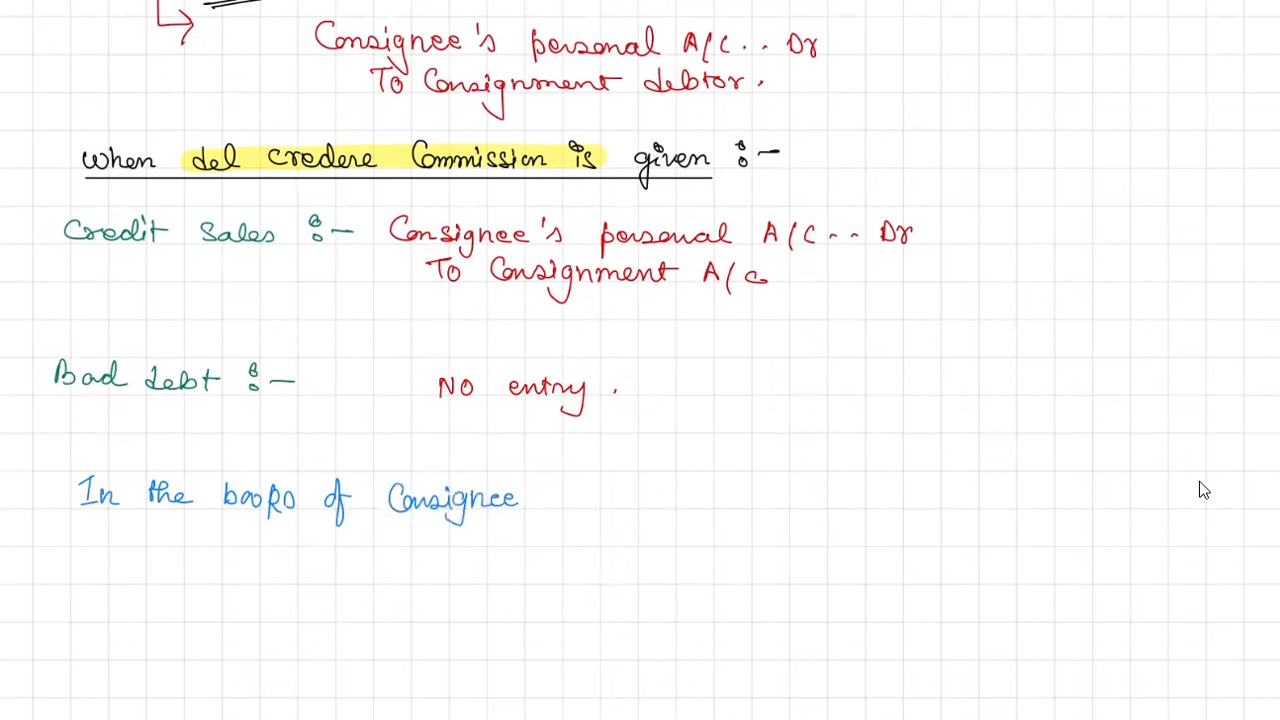 Consignee's personal A/C.. Dr
To Consignment debtor.
When del credere Commission is given :-
Credit Sales :- Consignee's personal A/C.. Dr
To Consignment A/C
Bad debt :- NO entry.
In the books of Consignee